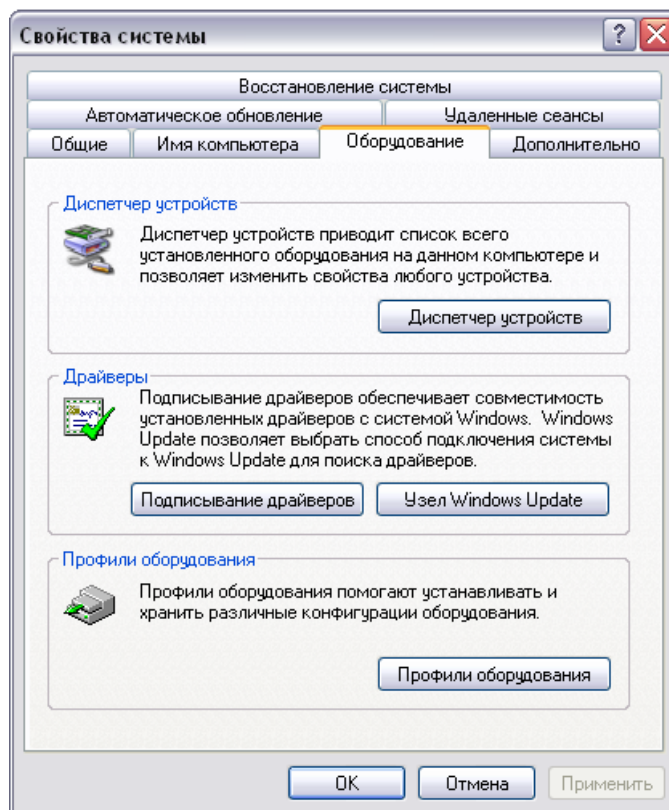 Свойства системы
Восстановление системы
Автоматическое обновление Удаленные сеансы
Общие Имя компьютера Оборудование Дополнительно
Диспетчер устройств
Диспетчер устройств приводит список всего
установленного оборудования на данном компьютере и
позволяет изменить свойства любого устройства.
Диспетчер устройств
Драйверы
Подписывание драйверов обеспечивает совместимость
установленных драйверов с системой Windows. Windows
Update позволяет выбрать способ подключения системы
к Windows Update для поиска драйверов.
Подписывание драйверов Узел Windows Update
Профили оборудования
Профили оборудования помогают устанавливать и
хранить различные конфигурации оборудования.
Профили оборудования
OK Отмена Применить